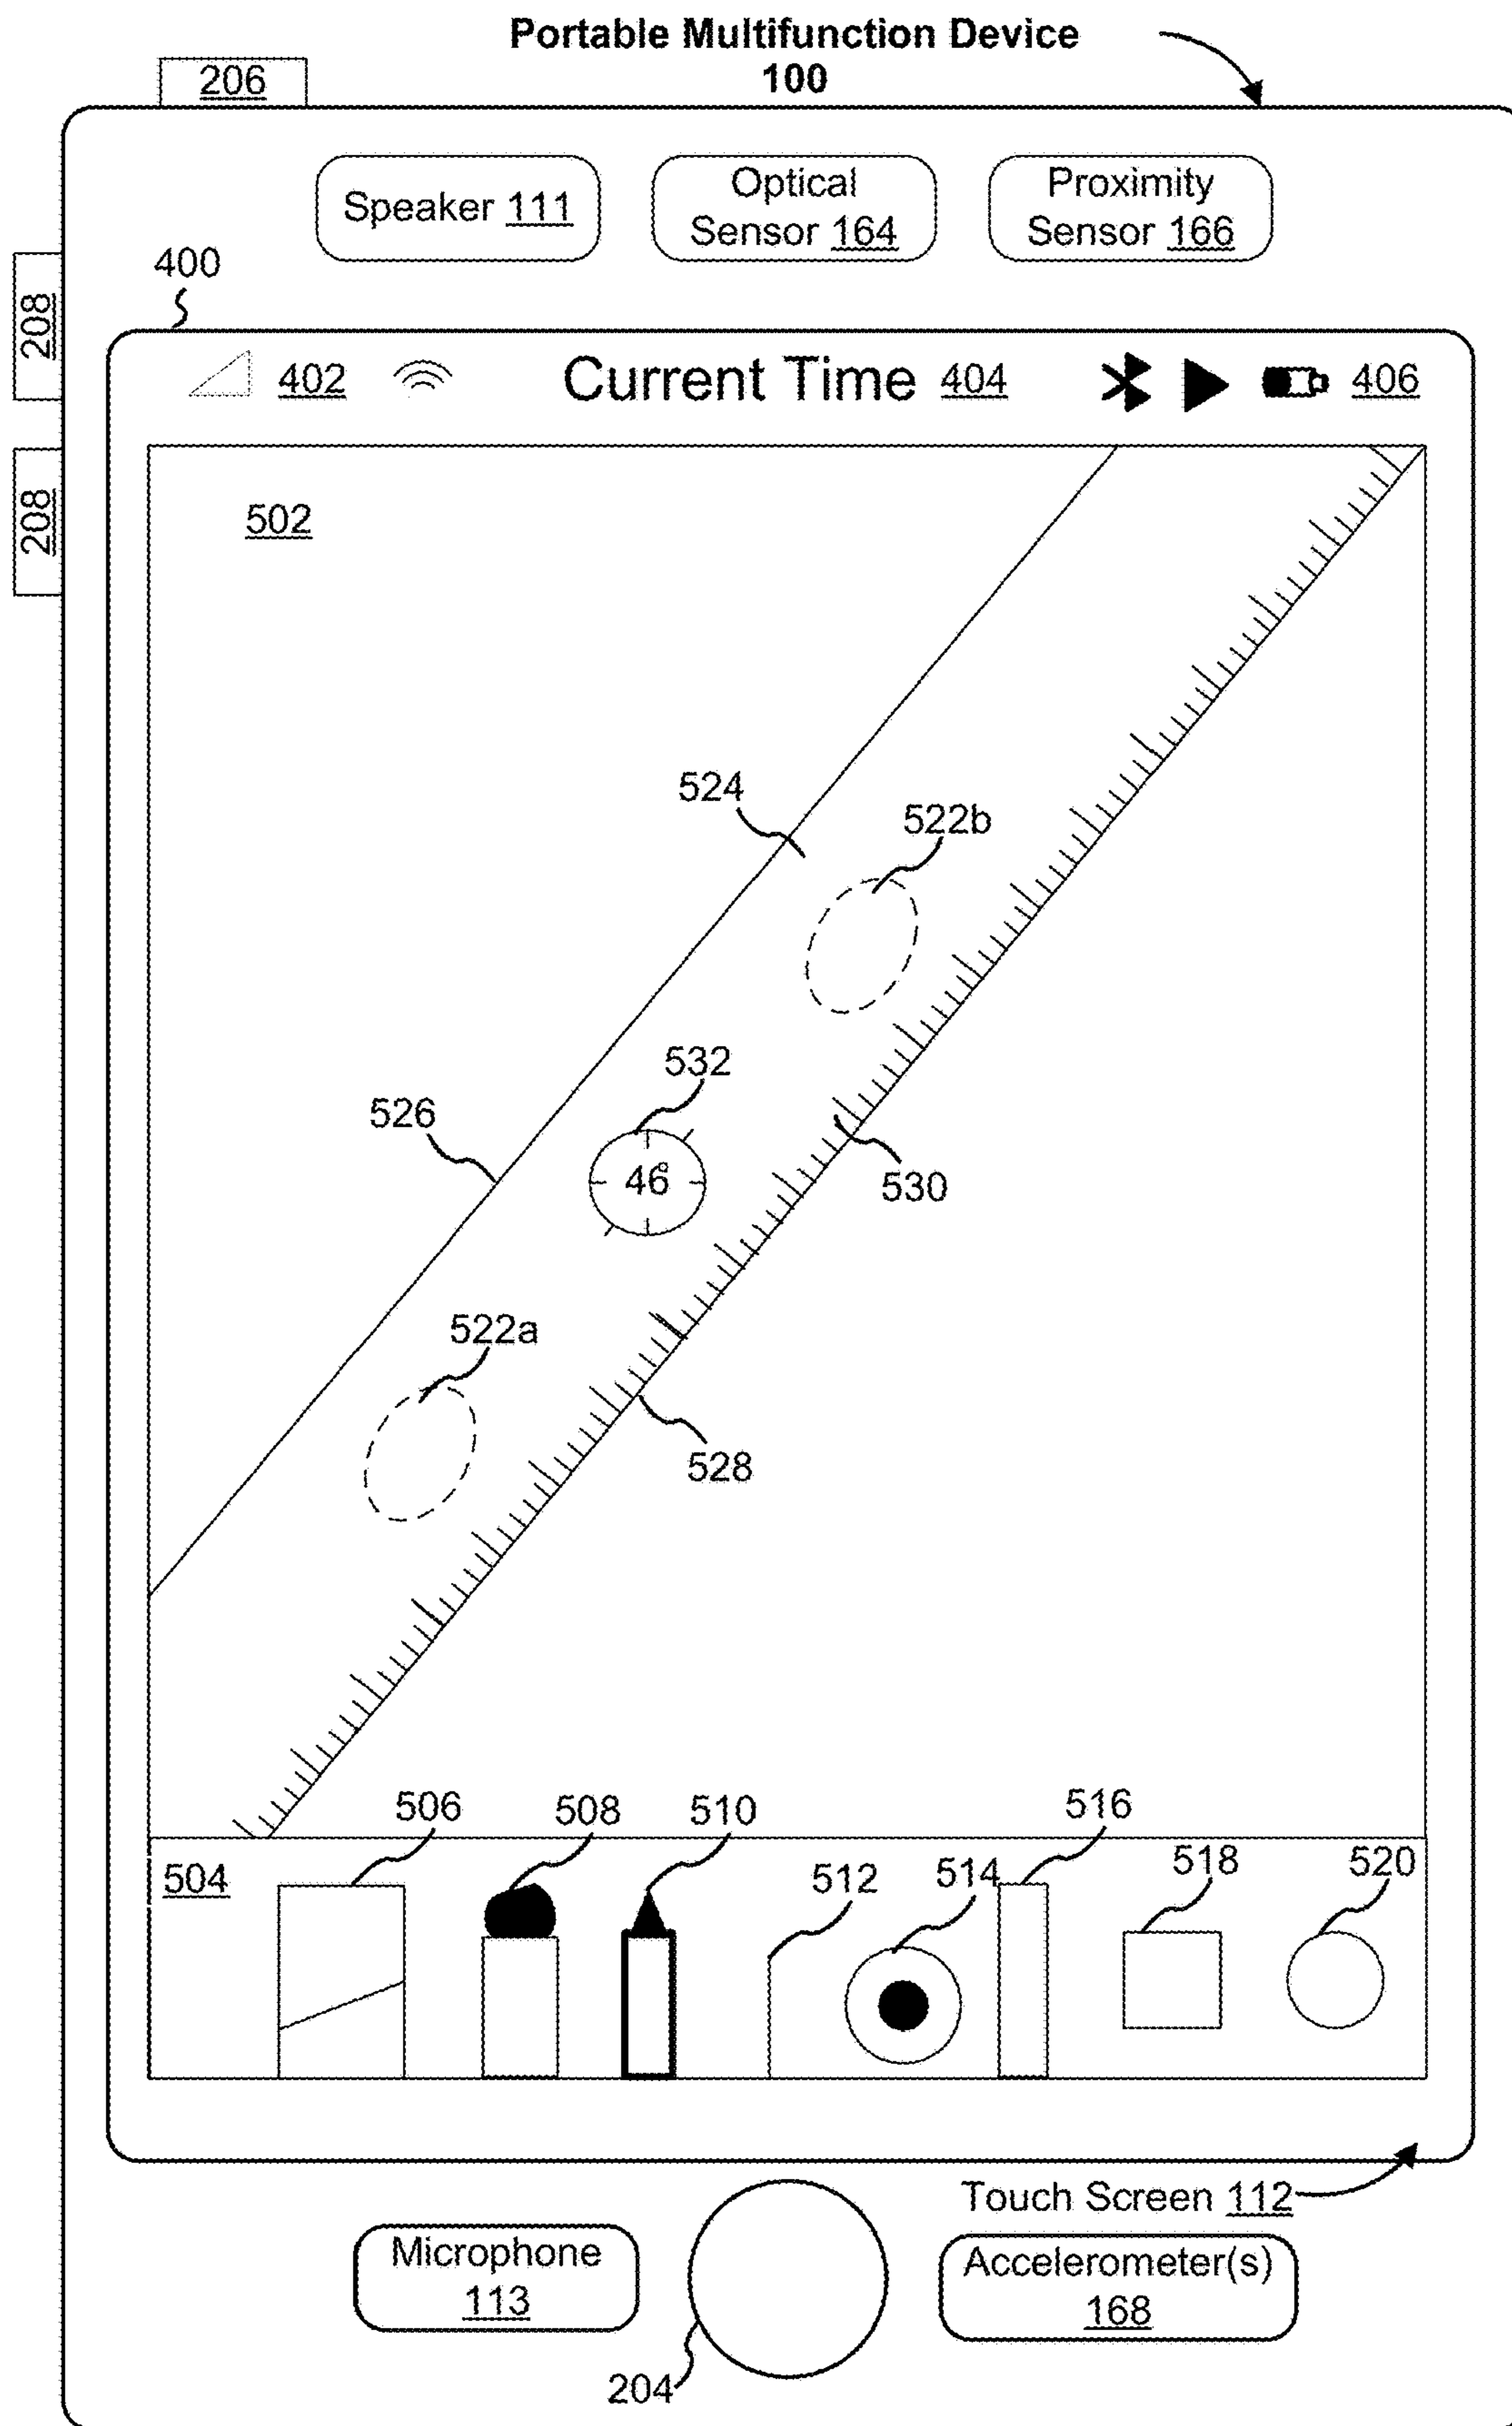 Portable Multifunction Device
100
206
Speaker 111
Optical
Sensor 164
Proximity
Sensor 166
208
400
402
Current Time 404
406
208
502
524
522b
532
526
46°
530
522a
528
506
508
510
516
504
512
514
518
520
Touch Screen 112
Microphone
113
Accelerometer(s)
168
204